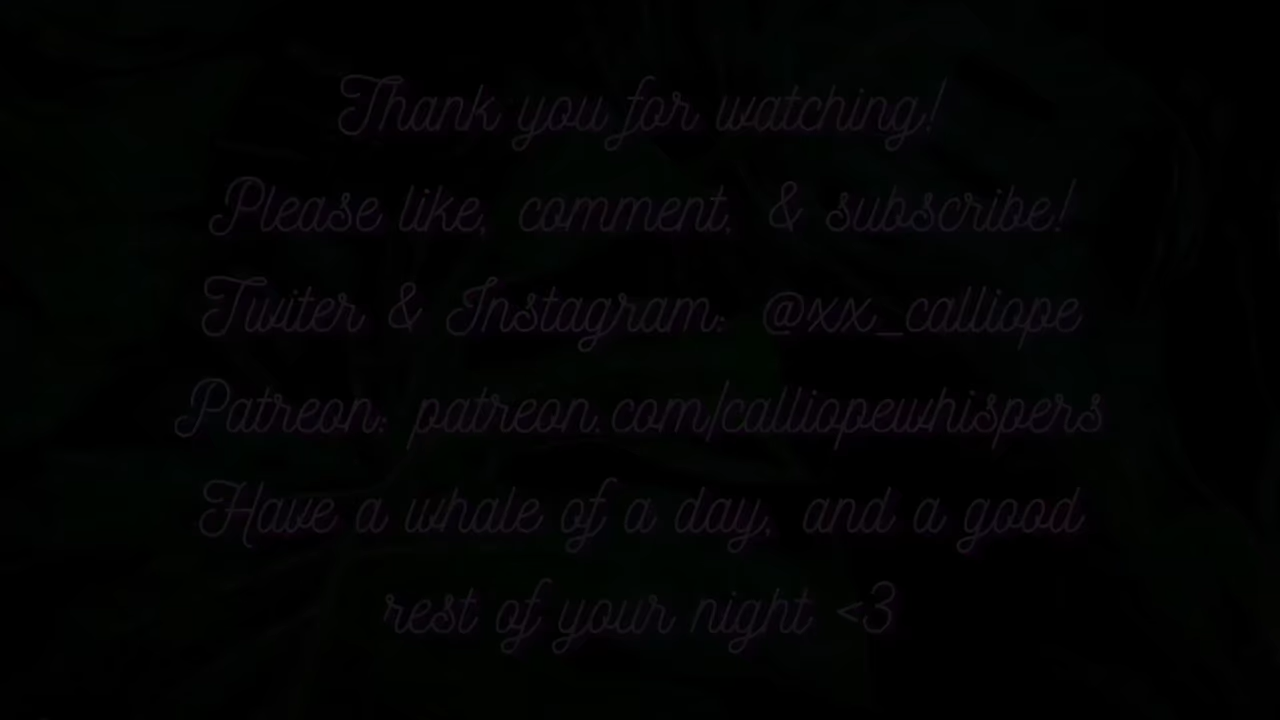 Thank you for watching!
Please like, comment, & subscribe!
Twiter & Instagram: @xx_calliope
Patreon: patreon.com/calliopewhispers
Have a whale of a day, and a good
rest of your night <3